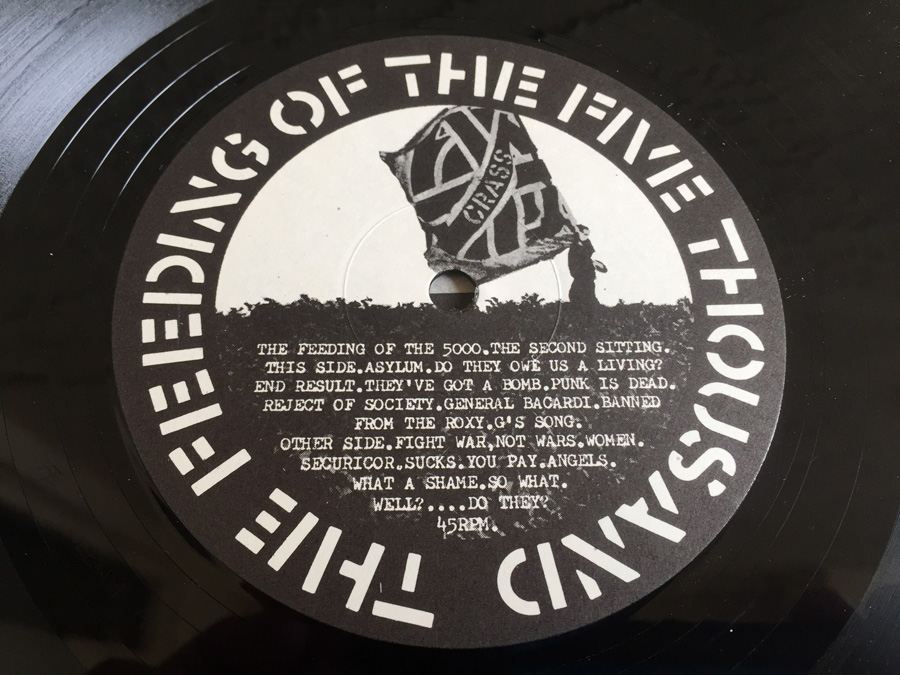 THE FEEDING OF THE FIVE THOUSAND
CRASS
THE FEEDING OF THE 5000.THE SECOND SITTING.
THIS SIDE.ASYLUM.DO THEY OWE US A LIVING?
END RESULT.THEY'VE GOT A BOMB.PUNK IS DEAD.
REJECT OF SOCIETY.GENERAL BACARDI.BANNED
FROM THE ROXY.G'S SONG.
OTHER SIDE.FIGHT WAR.NOT WARS.WOMEN.
SECURICOR.SUCKS.YOU PAY.ANGELS.
WHAT A SHAME.SO WHAT.
WELL?....DO THEY?
45RPM.